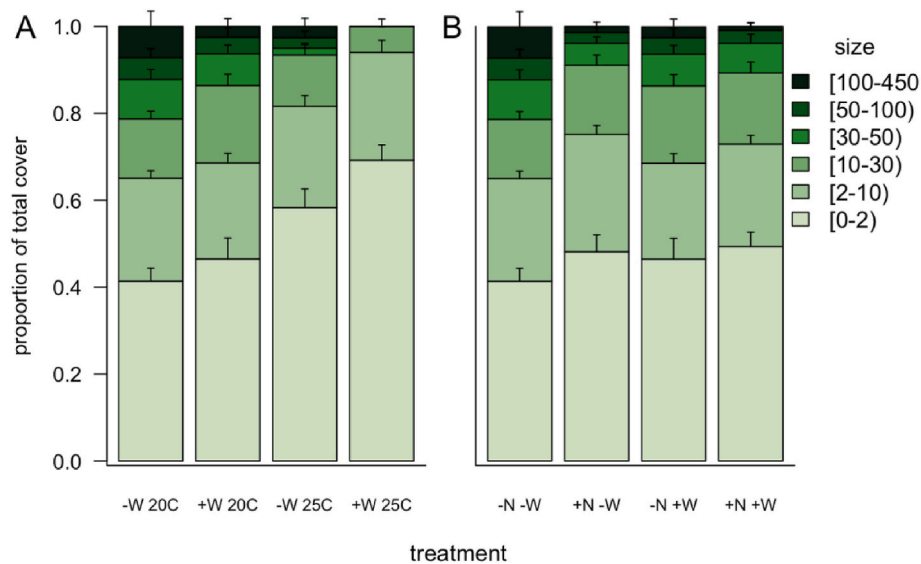 A
B
proportion of total cover
1.0
0.8
0.6
0.4
0.2
0.0
size
[100-450
[50-100)
[30-50)
[10-30)
[2-10)
[0-2)
-W 20C +W 20C -W 25C +W 25C
-N -W +N -W -N +W +N +W
treatment